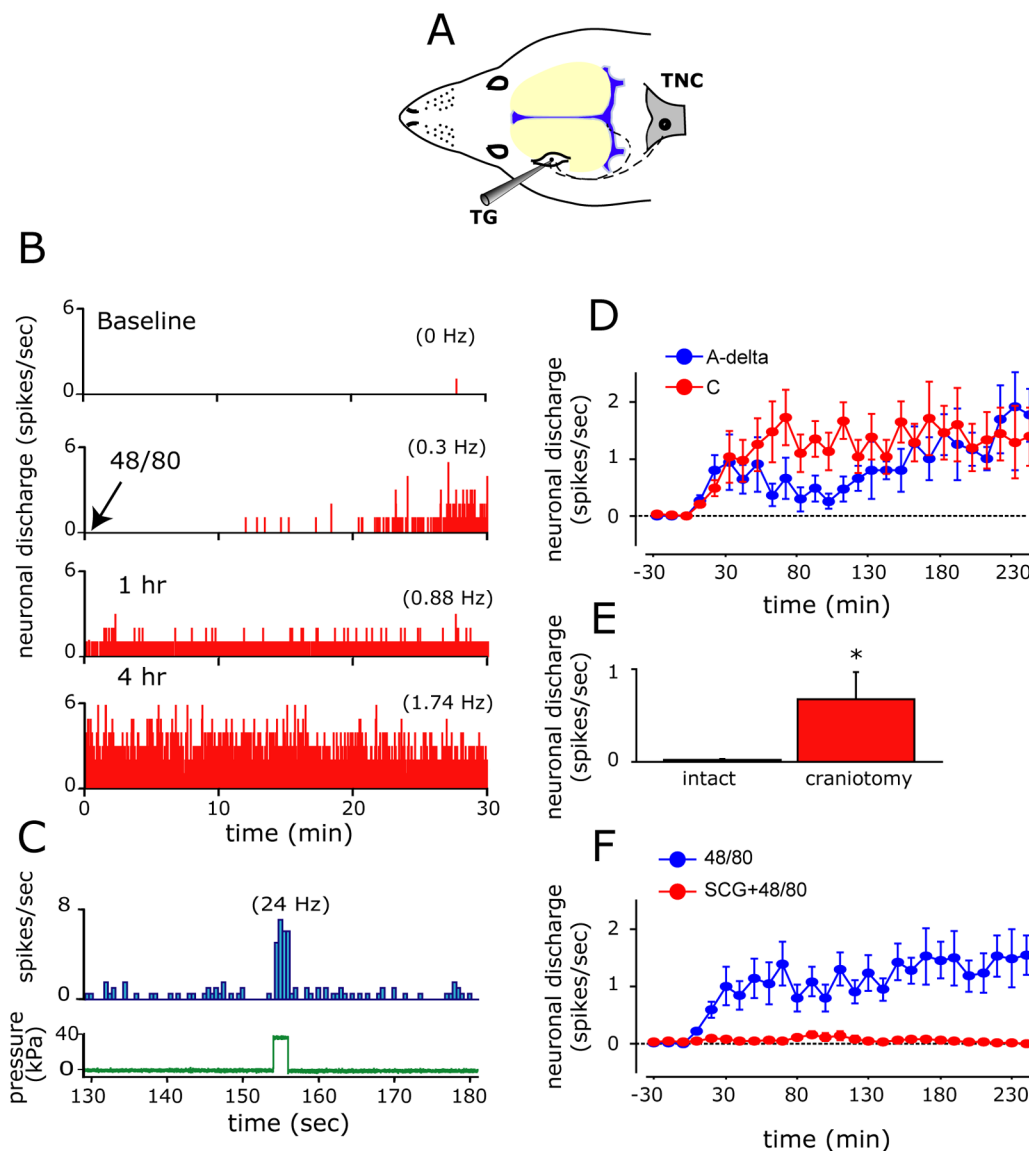 A
TNC
TG
B
neuronal discharge (spikes/sec)
6
Baseline
(0 Hz)
0
6
48/80
(0.3 Hz)
0
6
1 hr
(0.88 Hz)
0
4 hr
6
(1.74 Hz)
0
0 10 20 30
time (min)
C
spikes/sec
8
(24 Hz)
0
pressure
(kPa)
40
0
130 140 150 160 170 180
time (sec)
D
neuronal discharge
(spikes/sec)
A-delta
C
2
1
0
-30 30 80 130 180 230
time (min)
E
neuronal discharge
(spikes/sec)
1
*
0
intact craniotomy
F
neuronal discharge
(spikes/sec)
48/80
SCG+48/80
2
1
0
-30 30 80 130 180 230
time (min)